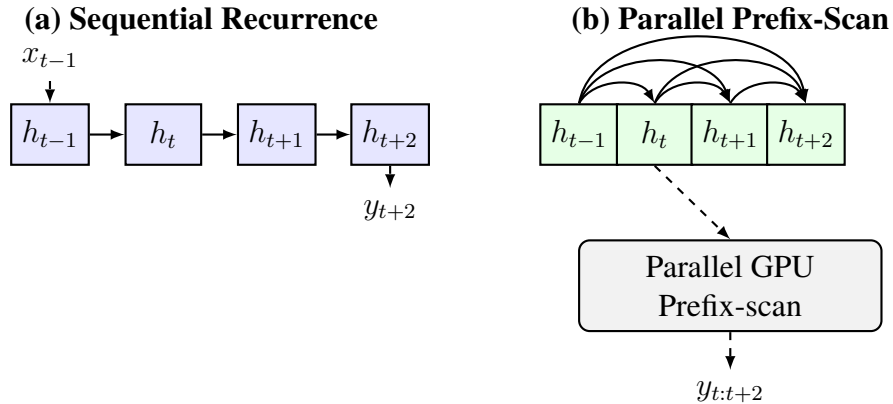 (a) Sequential Recurrence
x_{t−1}
h_{t−1} h_t h_{t+1} h_{t+2}
y_{t+2}
(b) Parallel Prefix-Scan
h_{t−1} h_t h_{t+1} h_{t+2}
Parallel GPU
Prefix-scan
y_{t:t+2}